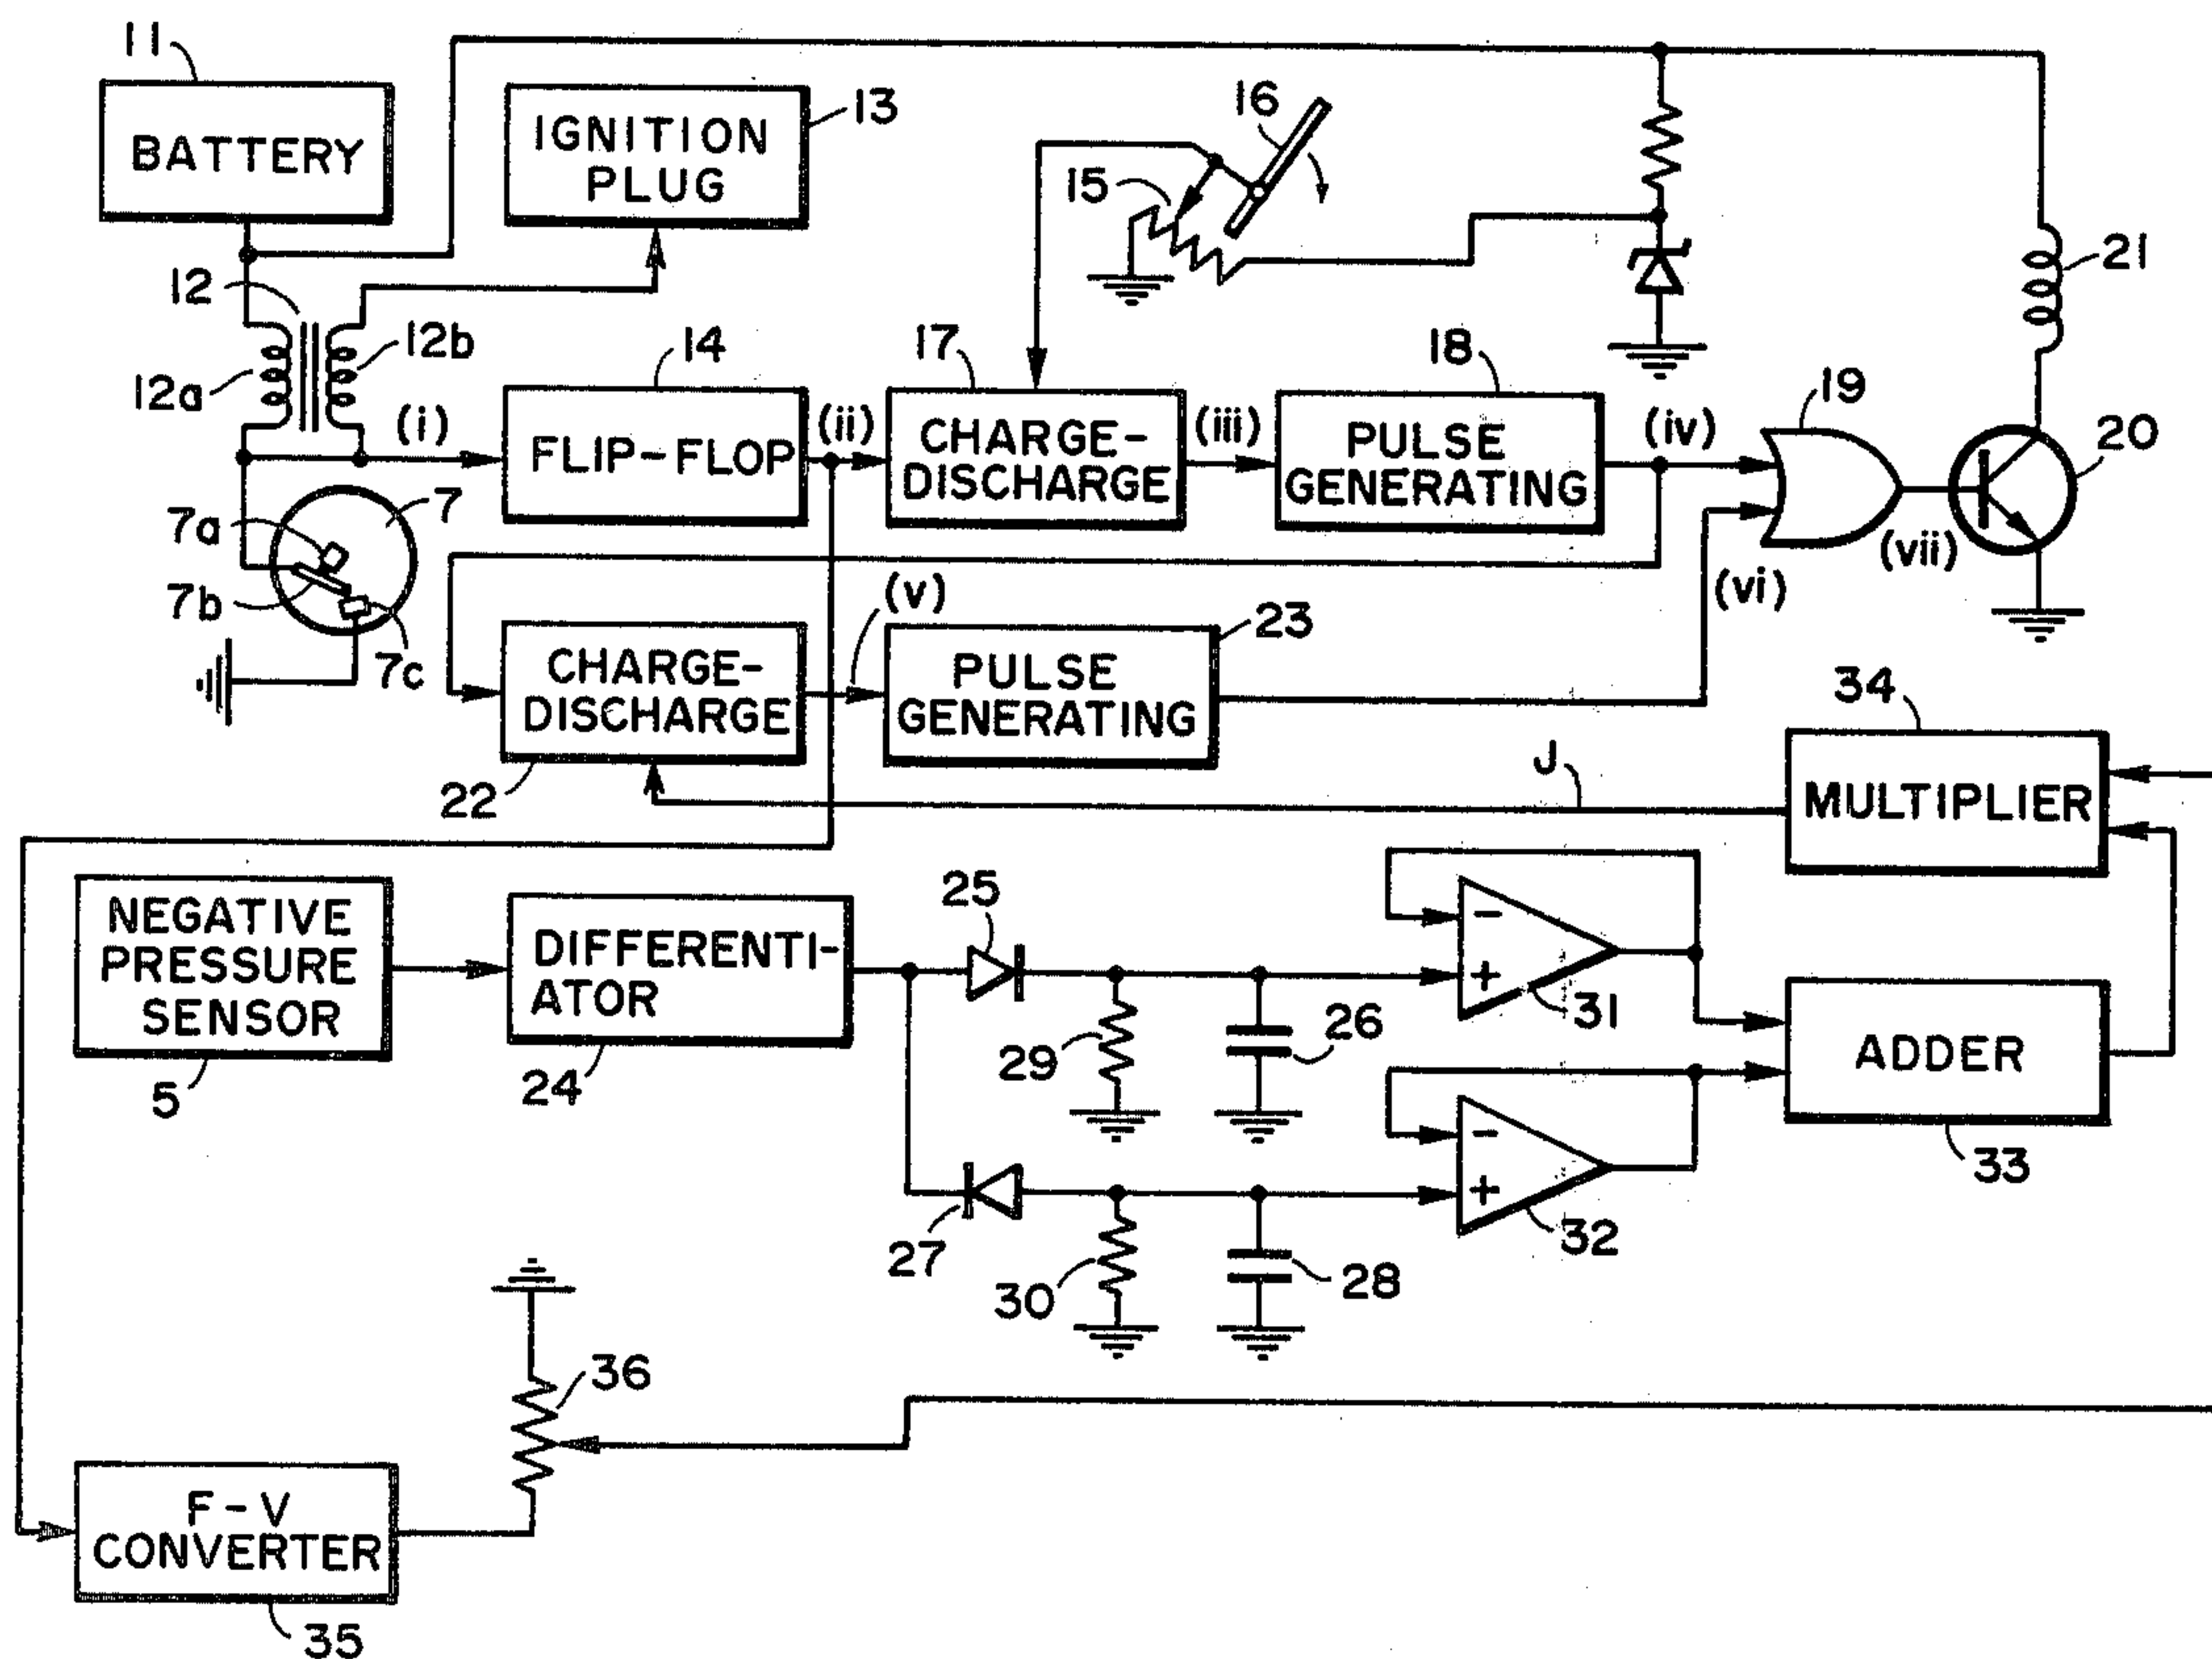 11
BATTERY
IGNITION
PLUG
13
16
15
12
12a
12b
(i)
14
FLIP-FLOP
(ii)
17
CHARGE-
DISCHARGE
(iii)
18
PULSE
GENERATING
(iv)
19
20
21
(vii)
(vi)
7
7a
7b
7c
CHARGE-
DISCHARGE
22
(v)
PULSE
GENERATING
23
J
34
MULTIPLIER
NEGATIVE
PRESSURE
SENSOR
5
DIFFERENTI-
ATOR
24
25
29
26
-
+
31
ADDER
33
27
30
28
-
+
32
36
F-V
CONVERTER
35